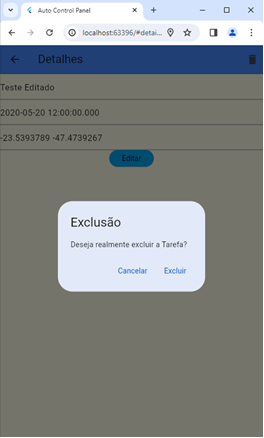 Auto Control Panel
localhost:63396/#detai...
Detalhes
Teste Editado
2020-05-20 12:00:00.000
-23.5393789 -47.4739267
Editar
Exclusão
Deseja realmente excluir a Tarefa?
Cancelar Excluir